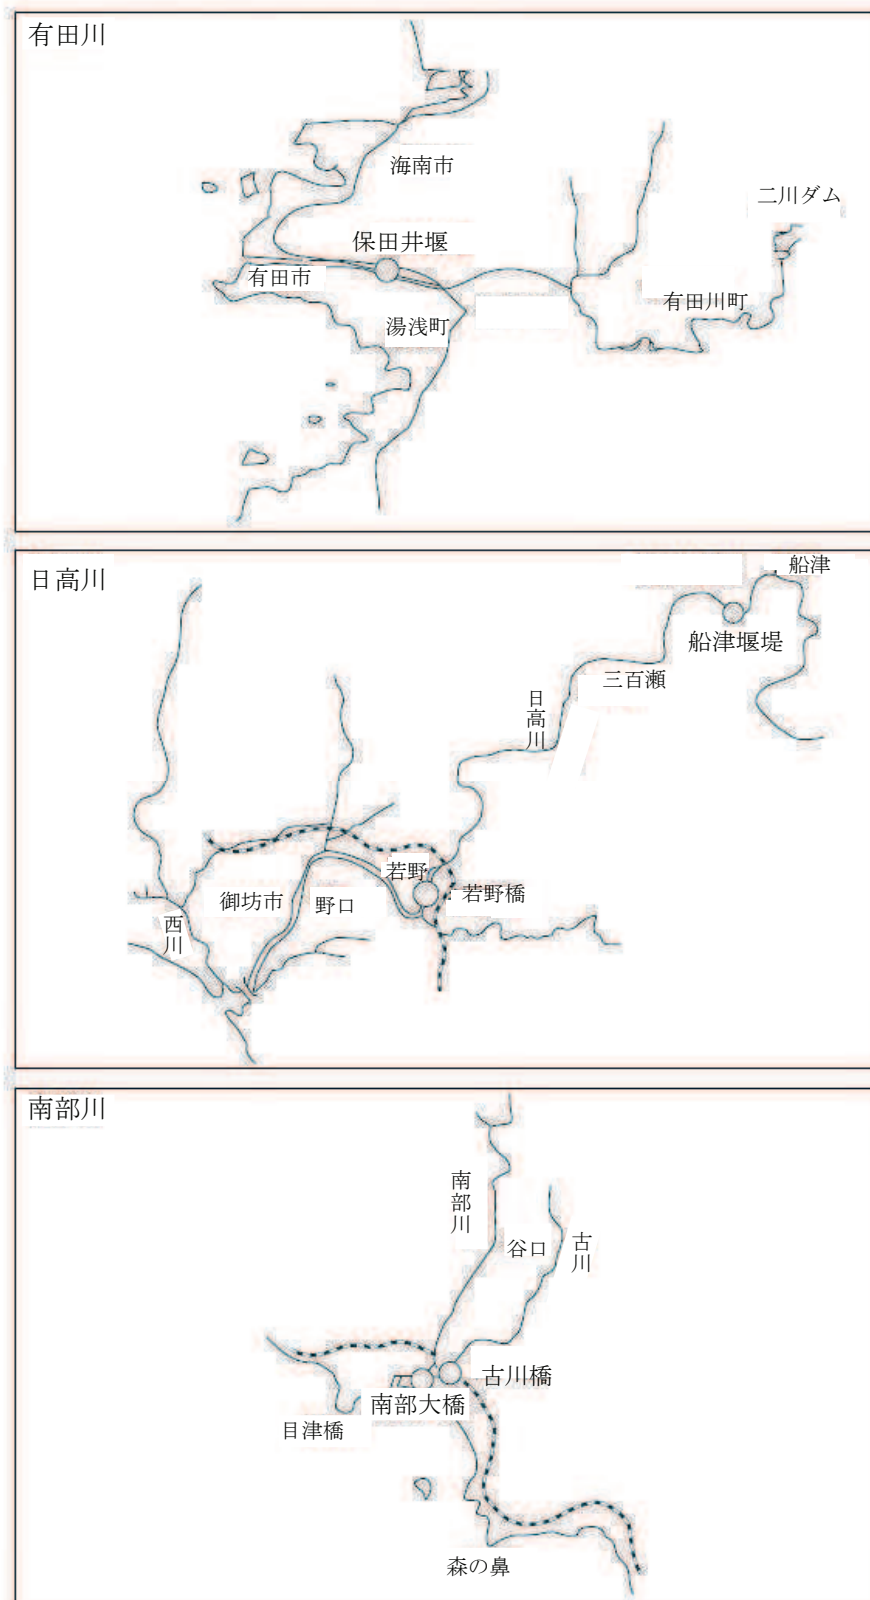 有田川
海南市
二川ダム
保田井堰
有田市
有田川町
湯浅町
日高川
船津
船津堰堤
三百瀬
日高川
若野
若野橋
御坊市
野口
西川
南部川
南部川
谷口
古川
古川橋
南部大橋
目津橋
森の鼻